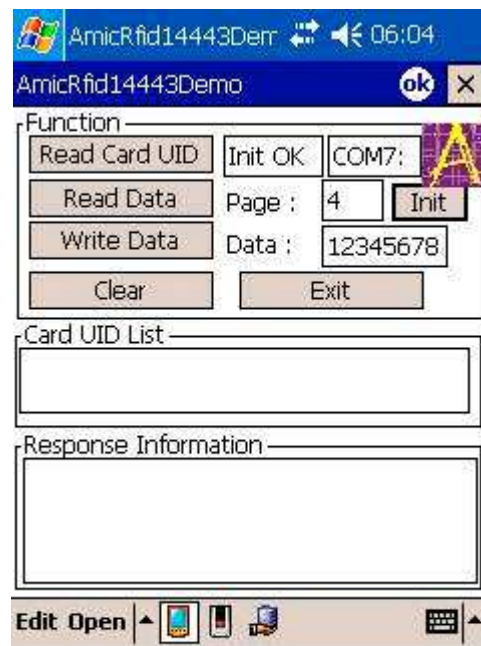 AmicRfid14443Dem 06:04
AmicRfid14443Demo ok
Function
Read Card UID Init OK COM7:
Read Data Page : 4 Init
Write Data Data : 12345678
Clear Exit
Card UID List
Response Information
Edit Open